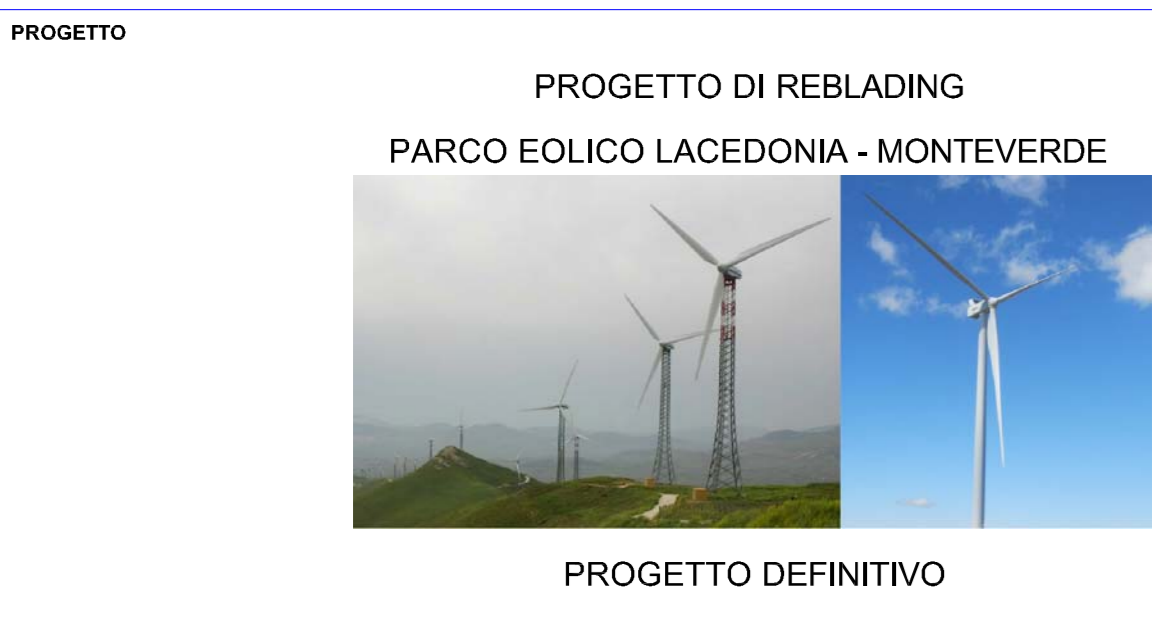 PROGETTO
PROGETTO DI REBLADING
PARCO EOLICO LACEDONIA - MONTEVERDE
PROGETTO DEFINITIVO